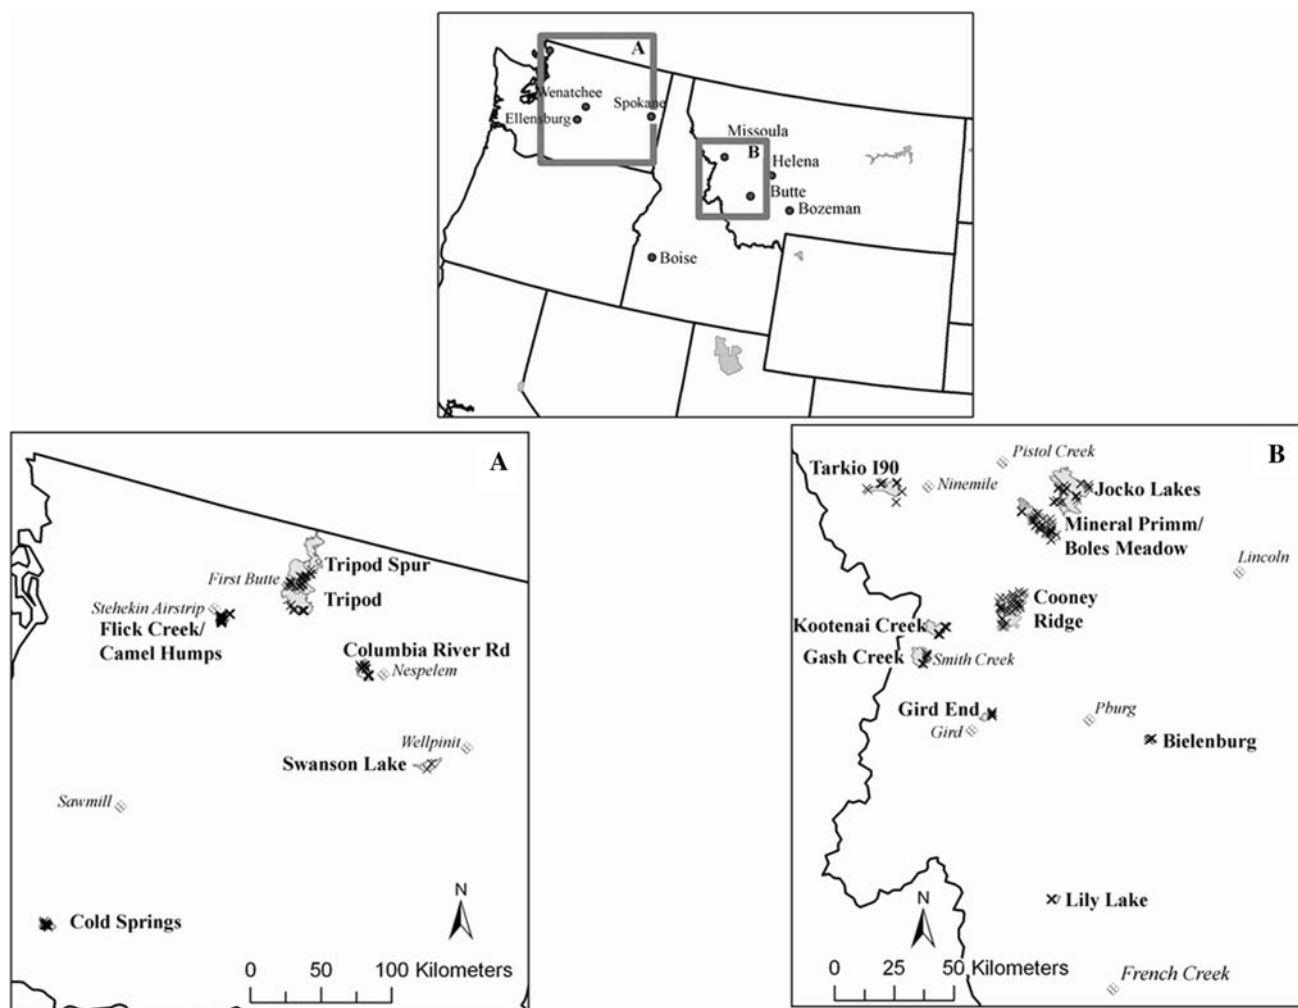 A
Wenatchee
Spokane
Ellensburg
Missoula
B
Helena
Butte
Bozeman
Boise
A
Tripod Spur
First Butte
Tripod
Stehekin Airstrip
Flick Creek/
Camel Humps
Columbia River Rd
Nespelem
Wellpinit
Swanson Lake
Sawmill
N
Cold Springs
0 50 100 Kilometers
B
Pistol Creek
Tarkio I90
Ninemile
Jocko Lakes
Mineral Primm/
Boles Meadow
Lincoln
Cooney
Ridge
Kootenai Creek
Gash Creek
Smith Creek
Gird End
Pburg
Gird
Bielenburg
Lily Lake
N
0 25 50 Kilometers
French Creek